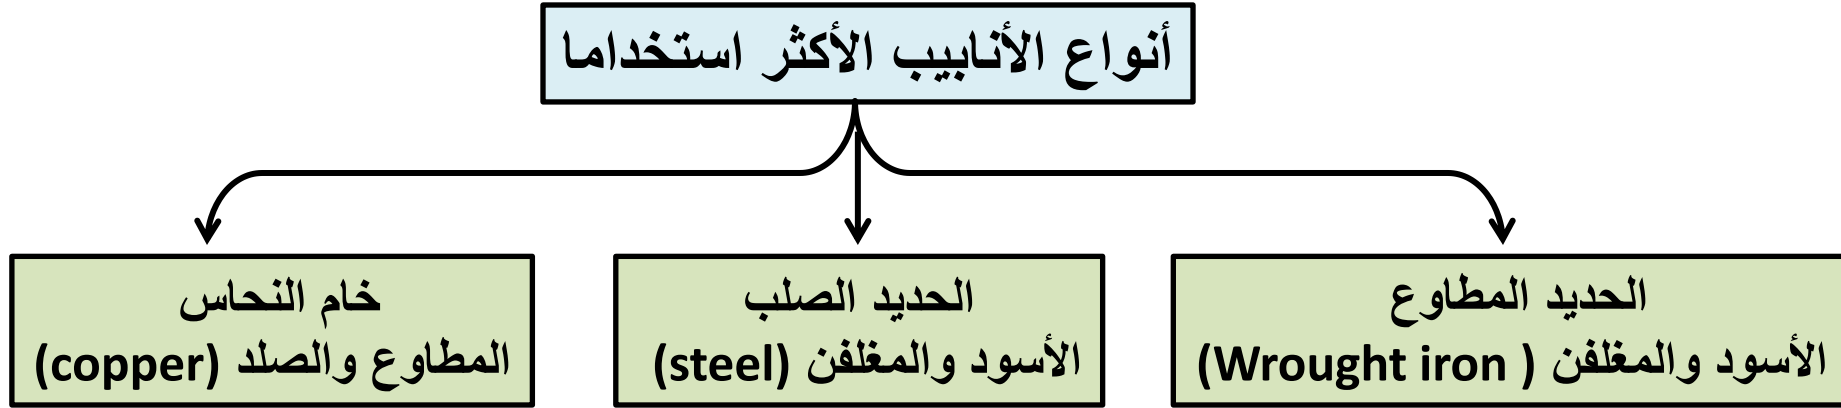 أنواع الأنابيب الأكثر استخداما
الحديد المطاوع
الأسود والمغلفن ( Wrought iron)
الحديد الصلب
الأسود والمغلفن (steel)
خام النحاس
المطاوع والصلد (copper)